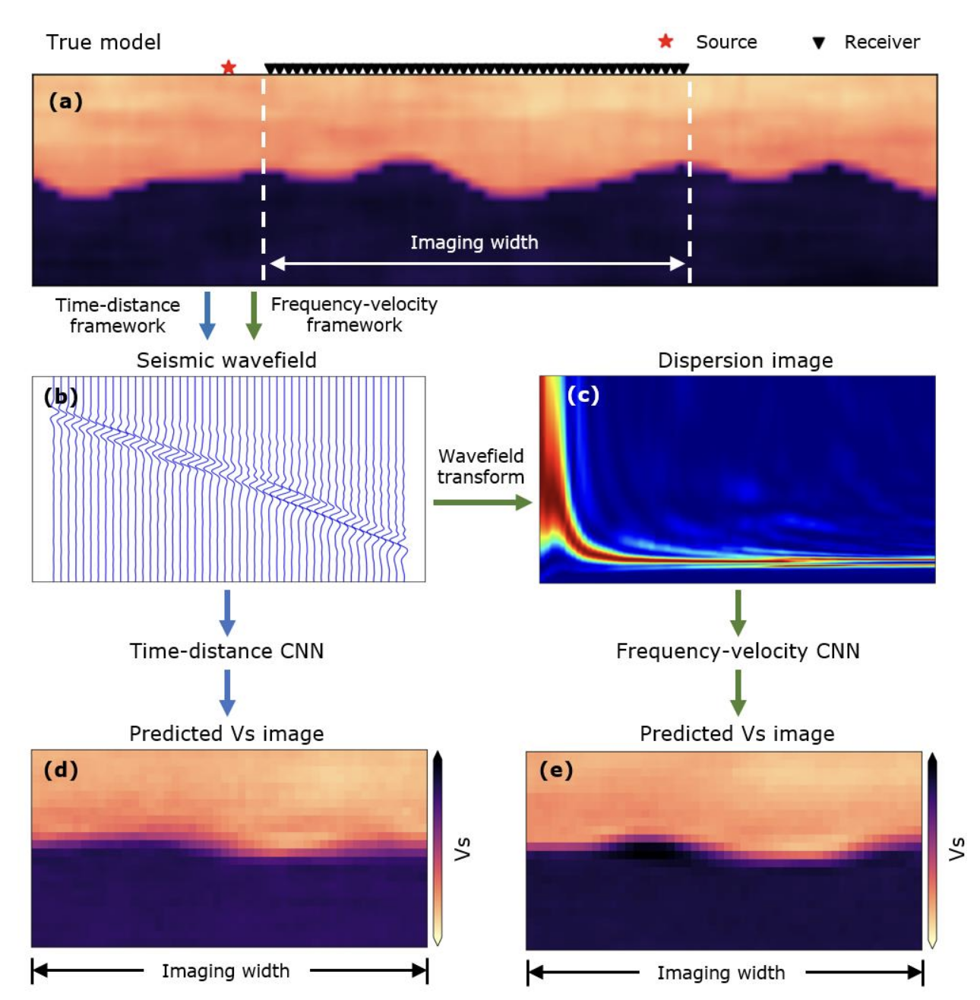 True model
Source
Receiver
(a)
Imaging width
Time-distance
framework
Frequency-velocity
framework
Seismic wavefield
Dispersion image
(b)
(c)
Wavefield
transform
Time-distance CNN
Frequency-velocity CNN
Predicted Vs image
Predicted Vs image
(d)
Vs
(e)
Vs
Imaging width
Imaging width